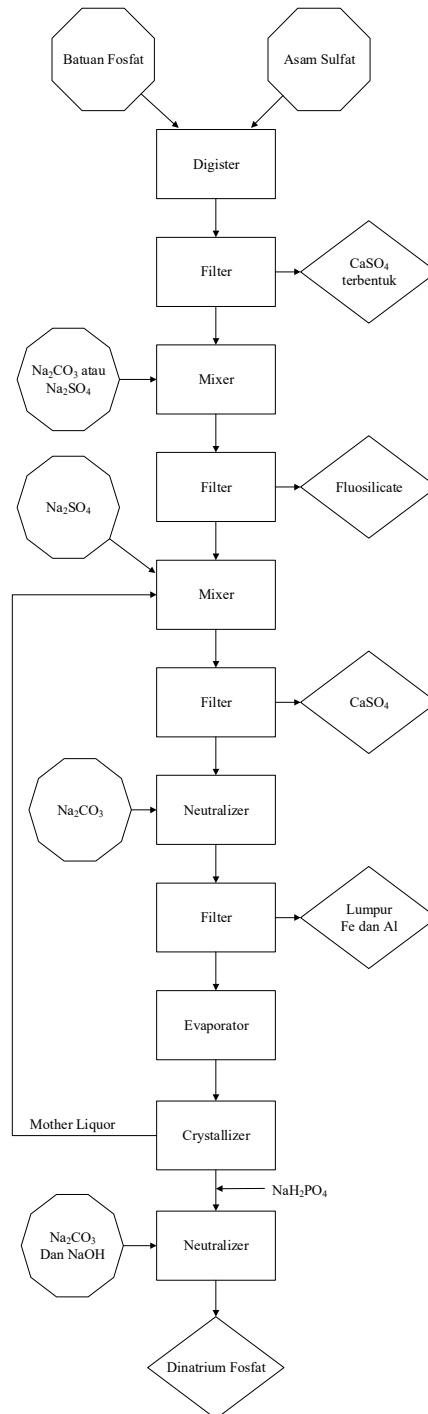 Batuan Fosfat
Asam Sulfat
Digister
Filter
CaSO₄
terbentuk
Na₂CO₃ atau
Na₂SO₄
Mixer
Filter
Fluosilicate
Na₂SO₄
Mixer
Filter
CaSO₄
Na₂CO₃
Neutralizer
Filter
Lumpur
Fe dan Al
Evaporator
Mother Liquor
Crystallizer
NaH₂PO₄
Na₂CO₃
Dan NaOH
Neutralizer
Dinatrium Fosfat